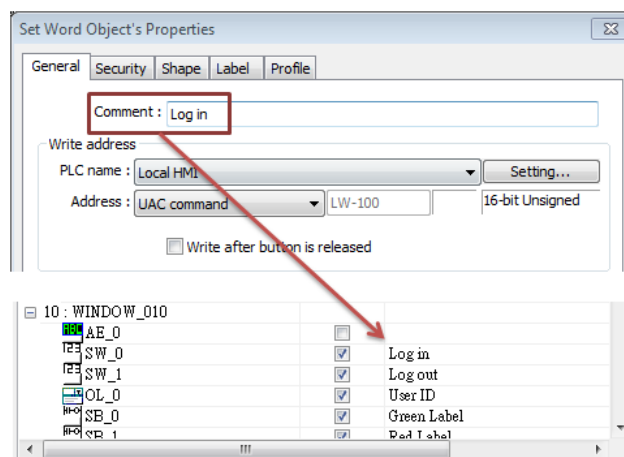 Set Word Object's Properties
General Security Shape Label Profile
Comment : Log in
Write address
PLC name : Local HMI Setting...
Address : UAC command LW-100 16-bit Unsigned
Write after button is released
10 : WINDOW_010
AE_0
SW_0 Log in
SW_1 Log out
OL_0 User ID
SB_0 Green Label
SB_1 Red Label